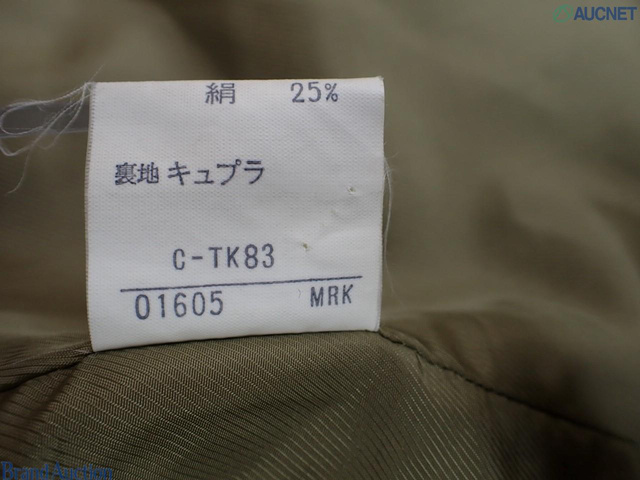 AUCNET
絹 25%
裏地 キュプラ
C-TK83
01605 MRK
Brand Auction